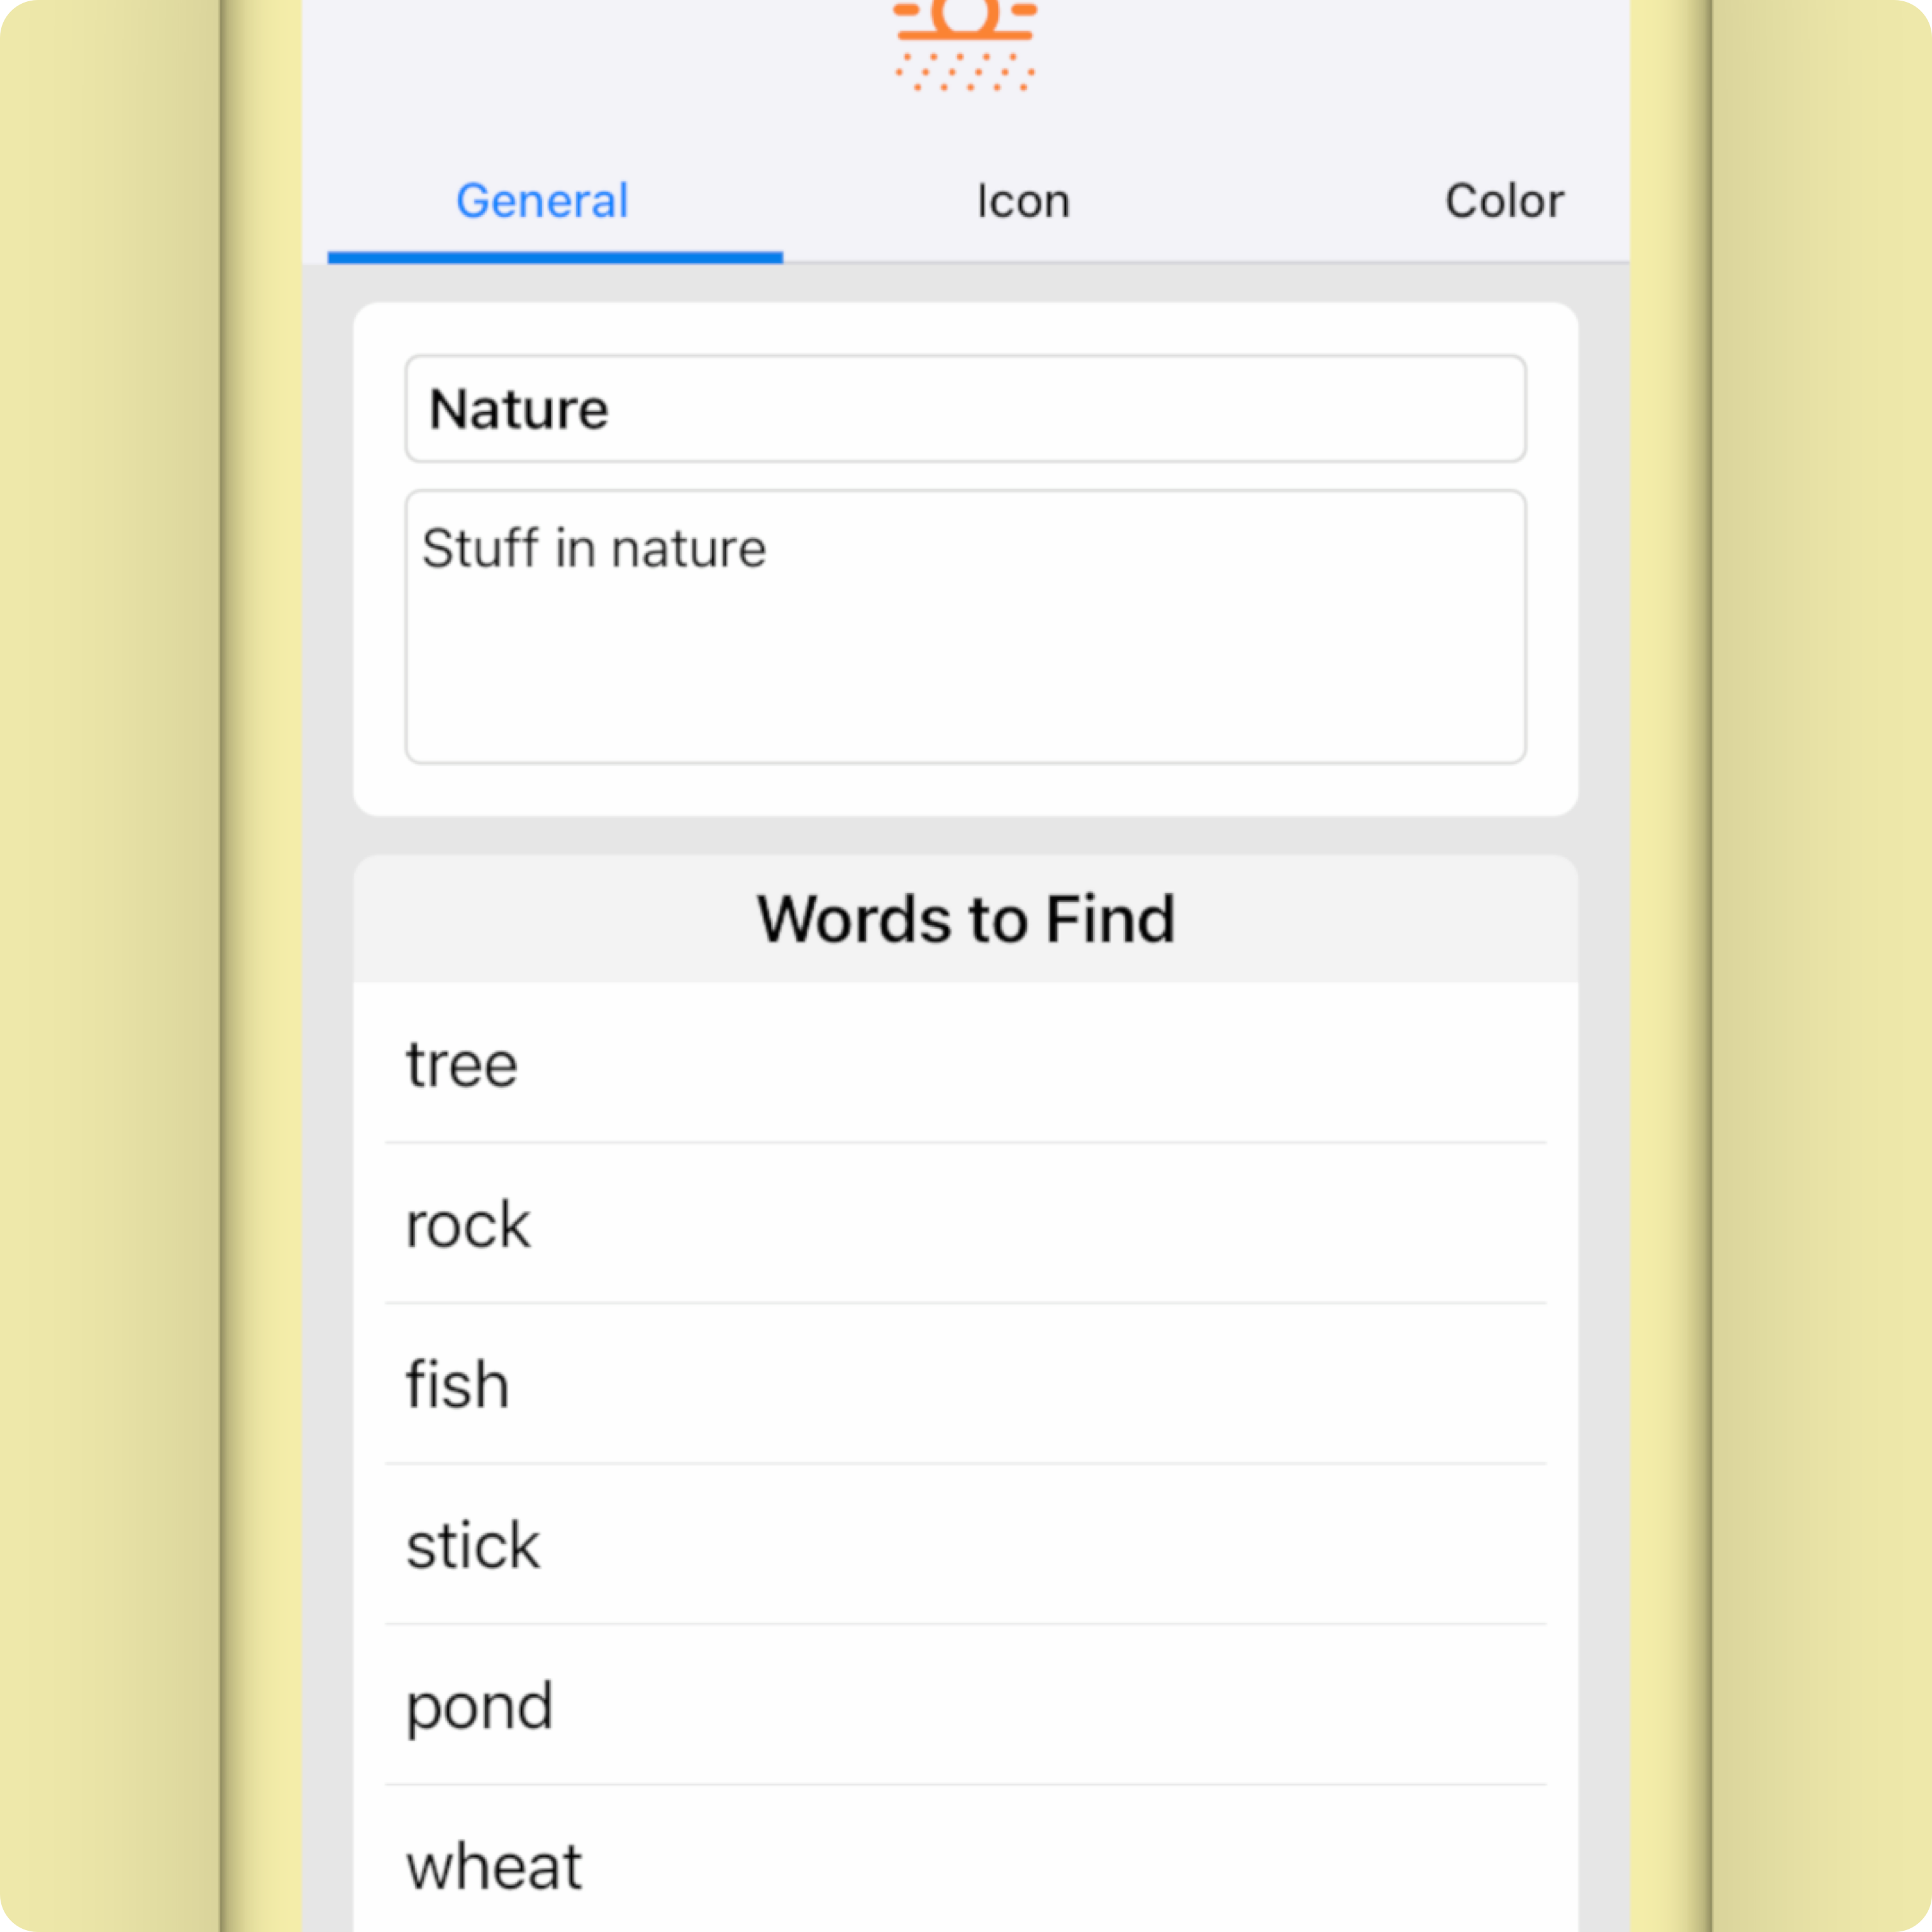 General Icon Color
Nature
Stuff in nature
Words to Find
tree
rock
fish
stick
pond
wheat